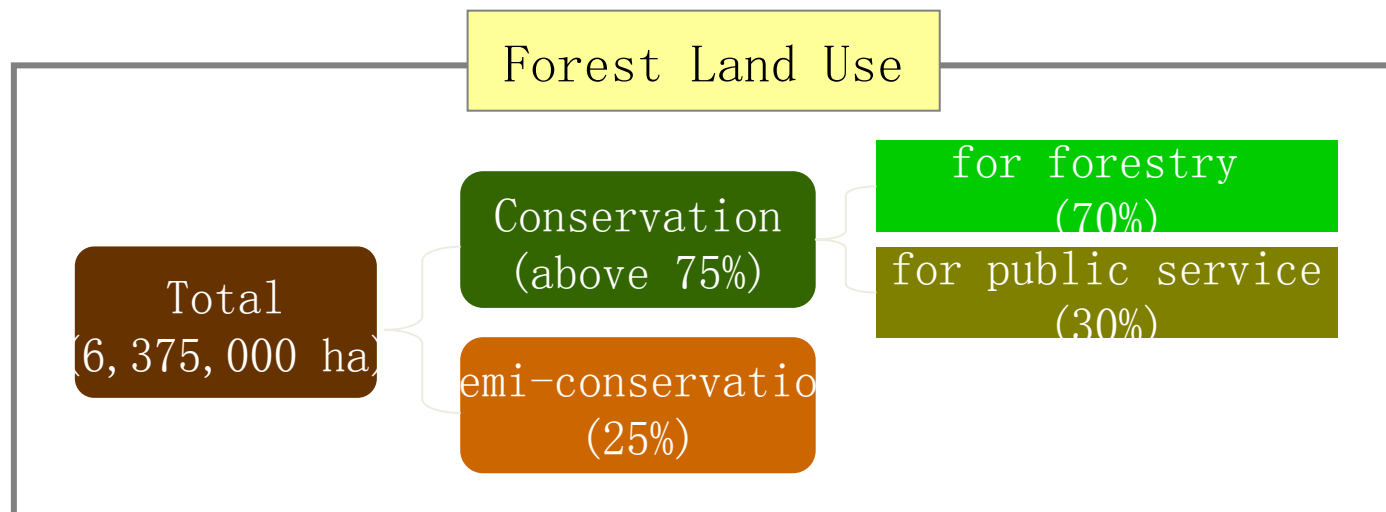 Forest Land Use
for forestry
(70%)
Conservation
(above 75%)
for public service
(30%)
Total
(6,375,000 ha)
emi-conservatio
(25%)